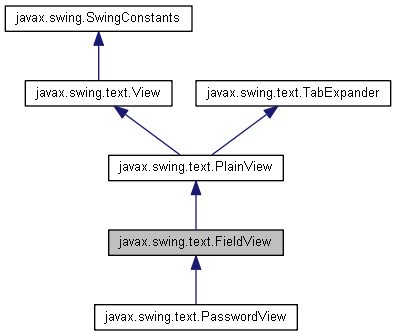 javax.swing.SwingConstants
javax.swing.text.View
javax.swing.text.TabExpander
javax.swing.text.PlainView
javax.swing.text.FieldView
javax.swing.text.PasswordView